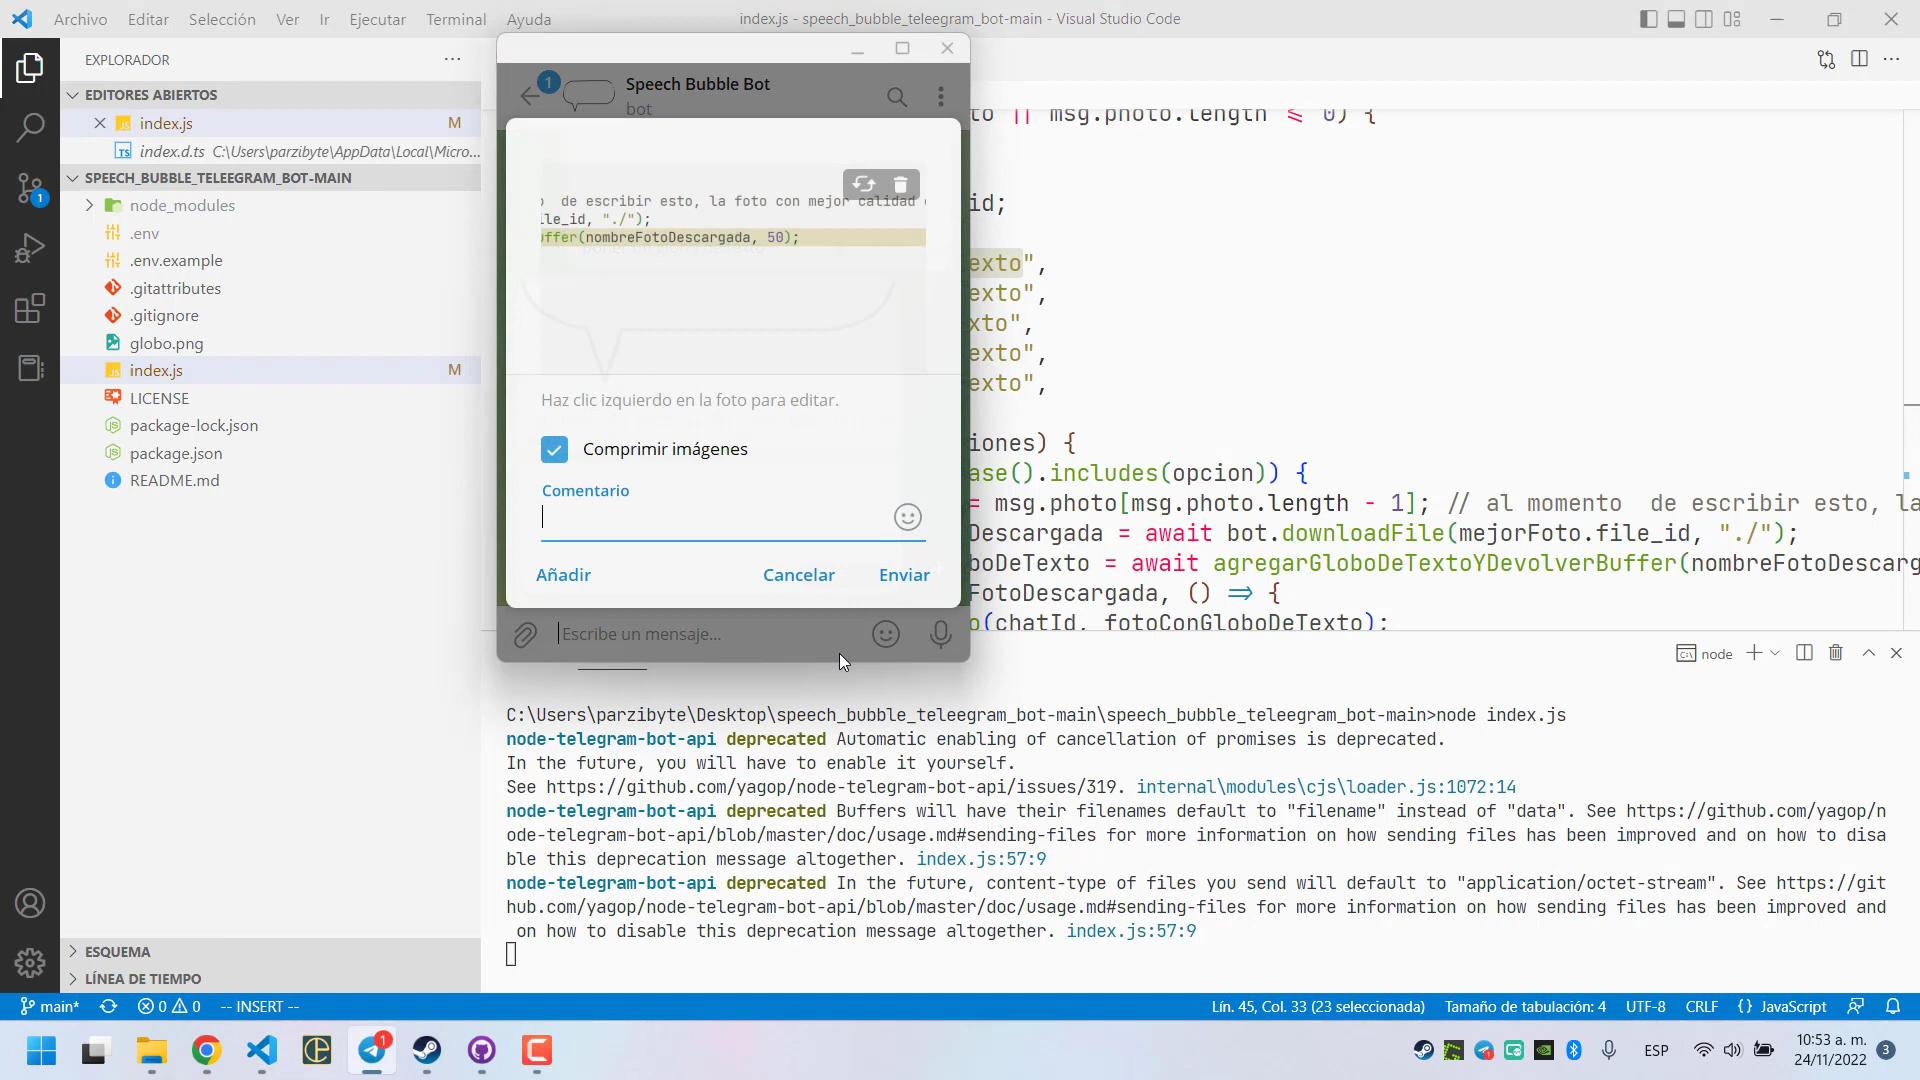 Archivo Editar Selección Ver Ir Ejecutar Terminal Ayuda
index.js - speech_bubble_teleegram_bot-main - Visual Studio Code
EXPLORADOR
EDITORES ABIERTOS
index.js M
index.d.ts C:\Users\parzibyte\AppData\Local\Micro...
SPEECH_BUBBLE_TELEEGRAM_BOT-MAIN
node_modules
.env
.env.example
.gitattributes
.gitignore
globo.png
index.js M
LICENSE
package-lock.json
package.json
README.md
ESQUEMA
LÍNEA DE TIEMPO
1
1
Speech Bubble Bot
bot
de escribir esto, la foto con mejor calidad
ile_id, "./");
uffer(nombreFotoDescargada, 50);
Haz clic izquierdo en la foto para editar.
Comprimir imágenes
Comentario
Añadir Cancelar Enviar
Escribe un mensaje...
to || msg.photo.length <= 0) {
id;
exto",
exto",
xto",
exto",
exto",
iones) {
ase().includes(opcion)) {
= msg.photo[msg.photo.length - 1]; // al momento  de escribir esto, la
Descargada = await bot.downloadFile(mejorFoto.file_id, "./");
boDeTexto = await agregarGloboDeTextoYDevolverBuffer(nombreFotoDescarg
FotoDescargada, () => {
o(chatId, fotoConGloboDeTexto);
node
C:\Users\parzibyte\Desktop\speech_bubble_teleegram_bot-main\speech_bubble_teleegram_bot-main>node index.js
node-telegram-bot-api deprecated Automatic enabling of cancellation of promises is deprecated.
In the future, you will have to enable it yourself.
See https://github.com/yagop/node-telegram-bot-api/issues/319. internal\modules\cjs\loader.js:1072:14
node-telegram-bot-api deprecated Buffers will have their filenames default to "filename" instead of "data". See https://github.com/yagop/n
ode-telegram-bot-api/blob/master/doc/usage.md#sending-files for more information on how sending files has been improved and on how to disa
ble this deprecation message altogether. index.js:57:9
node-telegram-bot-api deprecated In the future, content-type of files you send will default to "application/octet-stream". See https://git
hub.com/yagop/node-telegram-bot-api/blob/master/doc/usage.md#sending-files for more information on how sending files has been improved and
on how to disable this deprecation message altogether. index.js:57:9
main* 0 0 -- INSERT --
Lín. 45, Col. 33 (23 seleccionada) Tamaño de tabulación: 4 UTF-8 CRLF {} JavaScript
1
ESP
10:53 a. m.
24/11/2022
3